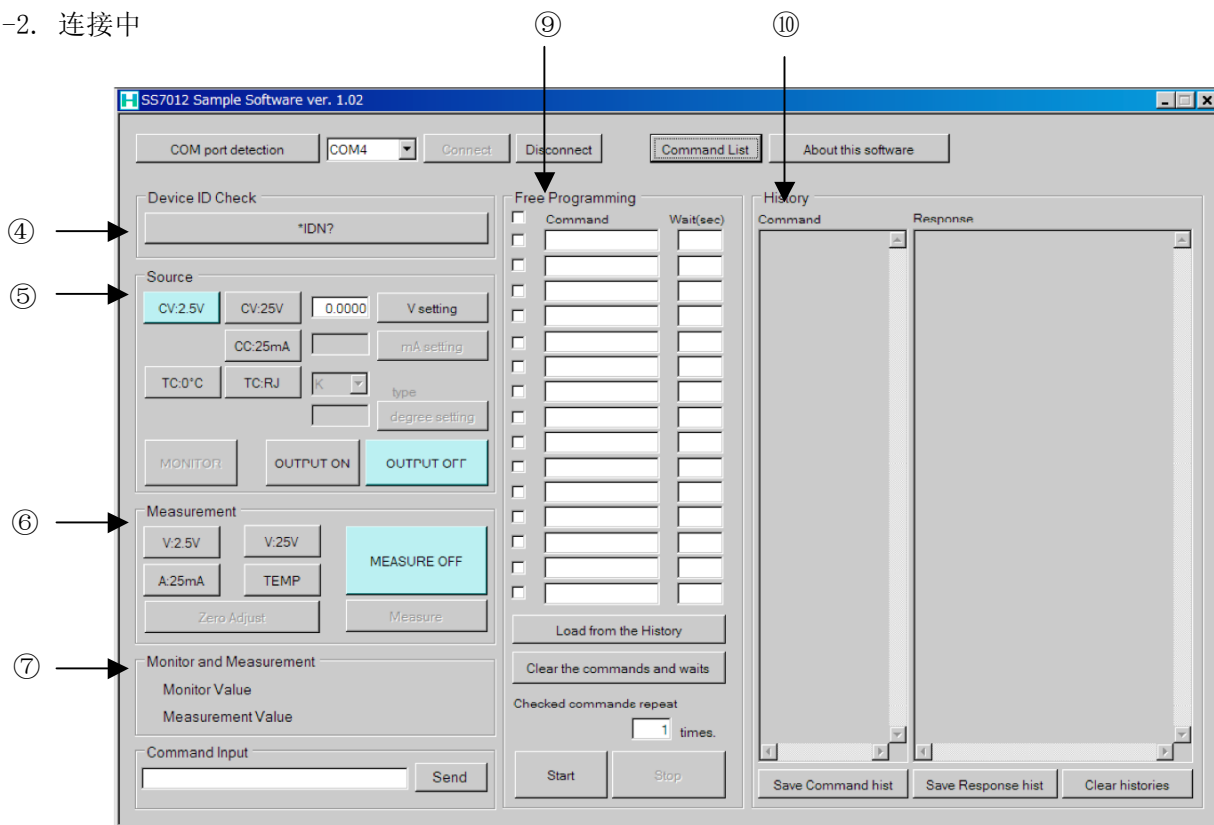 -2. 连接中
⑨
⑩
SS7012 Sample Software ver. 1.02
COM port detection
COM4
Connect
Disconnect
Command List
About this software
④
Device ID Check
*IDN?
⑤
Source
CV:2.5V
CV:25V
0.0000
V setting
CC:25mA
mA setting
TC:0°C
TC:RJ
K
type
degree setting
MONITOR
OUTPUT ON
OUTPUT OFF
⑥
Measurement
V:2.5V
V:25V
MEASURE OFF
A:25mA
TEMP
Zero Adjust
Measure
⑦
Monitor and Measurement
Monitor Value
Measurement Value
Command Input
Send
Free Programming
Command
Wait(sec)
Load from the History
Clear the commands and waits
Checked commands repeat
1
times.
Start
Stop
History
Command
Response
Save Command hist
Save Response hist
Clear histories